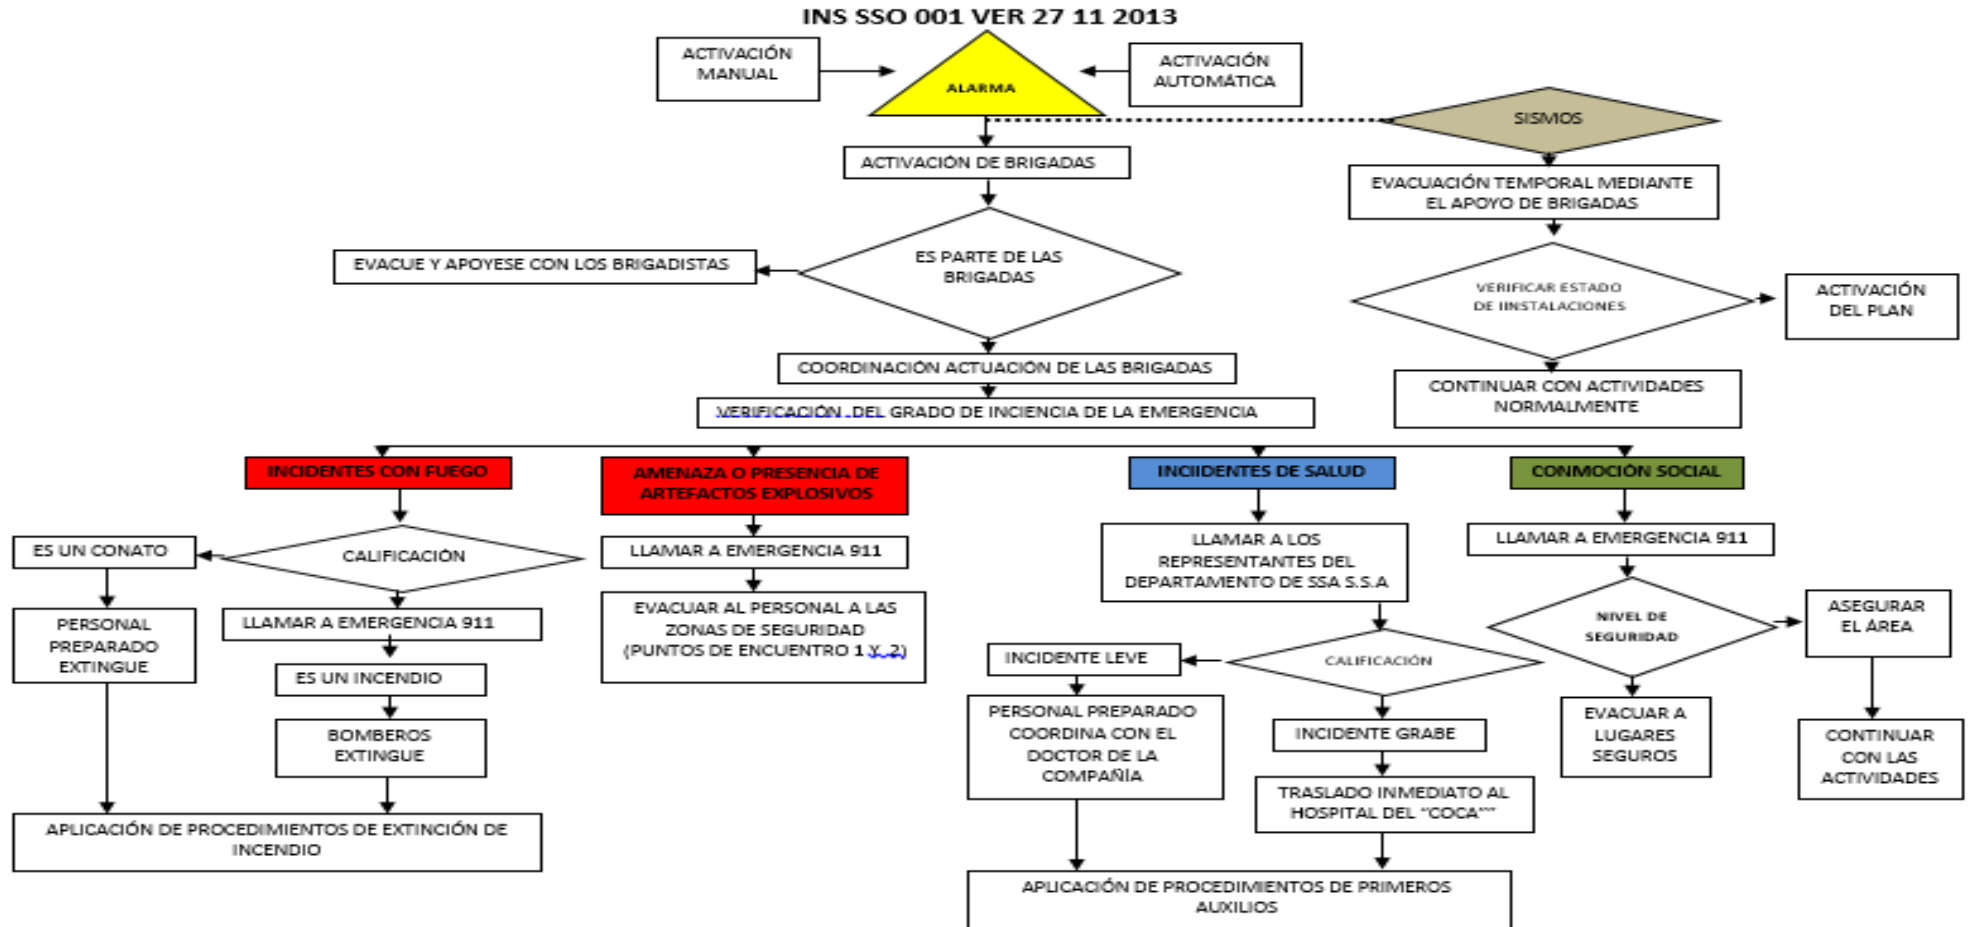 INS SSO 001 VER 27 11 2013
ACTIVACIÓN
MANUAL
ALARMA
ACTIVACIÓN
AUTOMÁTICA
SISMOS
ACTIVACIÓN DE BRIGADAS
EVACUACIÓN TEMPORAL MEDIANTE
EL APOYO DE BRIGADAS
EVACUE Y APOYESE CON LOS BRIGADISTAS
ES PARTE DE LAS
BRIGADAS
VERIFICAR ESTADO
DE IINSTALACIONES
ACTIVACIÓN
DEL PLAN
COORDINACIÓN ACTUACIÓN DE LAS BRIGADAS
CONTINUAR CON ACTIVIDADES
NORMALMENTE
VERIFICACIÓN DEL GRADO DE INCIENCIA DE LA EMERGENCIA
INCIDENTES CON FUEGO
AMENAZA O PRESENCIA DE
ARTEFACTOS EXPLOSIVOS
INCIIDENTES DE SALUD
CONMOCIÓN SOCIAL
ES UN CONATO
CALIFICACIÓN
LLAMAR A EMERGENCIA 911
LLAMAR A LOS
REPRESENTANTES DEL
DEPARTAMENTO DE SSA S.S.A
LLAMAR A EMERGENCIA 911
PERSONAL
PREPARADO
EXTINGUE
LLAMAR A EMERGENCIA 911
EVACUAR AL PERSONAL A LAS
ZONAS DE SEGURIDAD
(PUNTOS DE ENCUENTRO 1 Y 2)
NIVEL DE
SEGURIDAD
ASEGURAR
EL ÁREA
ES UN INCENDIO
INCIDENTE LEVE
CALIFICACIÓN
BOMBEROS
EXTINGUE
PERSONAL PREPARADO
COORDINA CON EL
DOCTOR DE LA
COMPAÑÍA
INCIDENTE GRABE
EVACUAR A
LUGARES
SEGUROS
CONTINUAR
CON LAS
ACTIVIDADES
TRASLADO INMEDIATO AL
HOSPITAL DEL "COCA""
APLICACIÓN DE PROCEDIMIENTOS DE EXTINCIÓN DE
INCENDIO
APLICACIÓN DE PROCEDIMIENTOS DE PRIMEROS
AUXILIOS